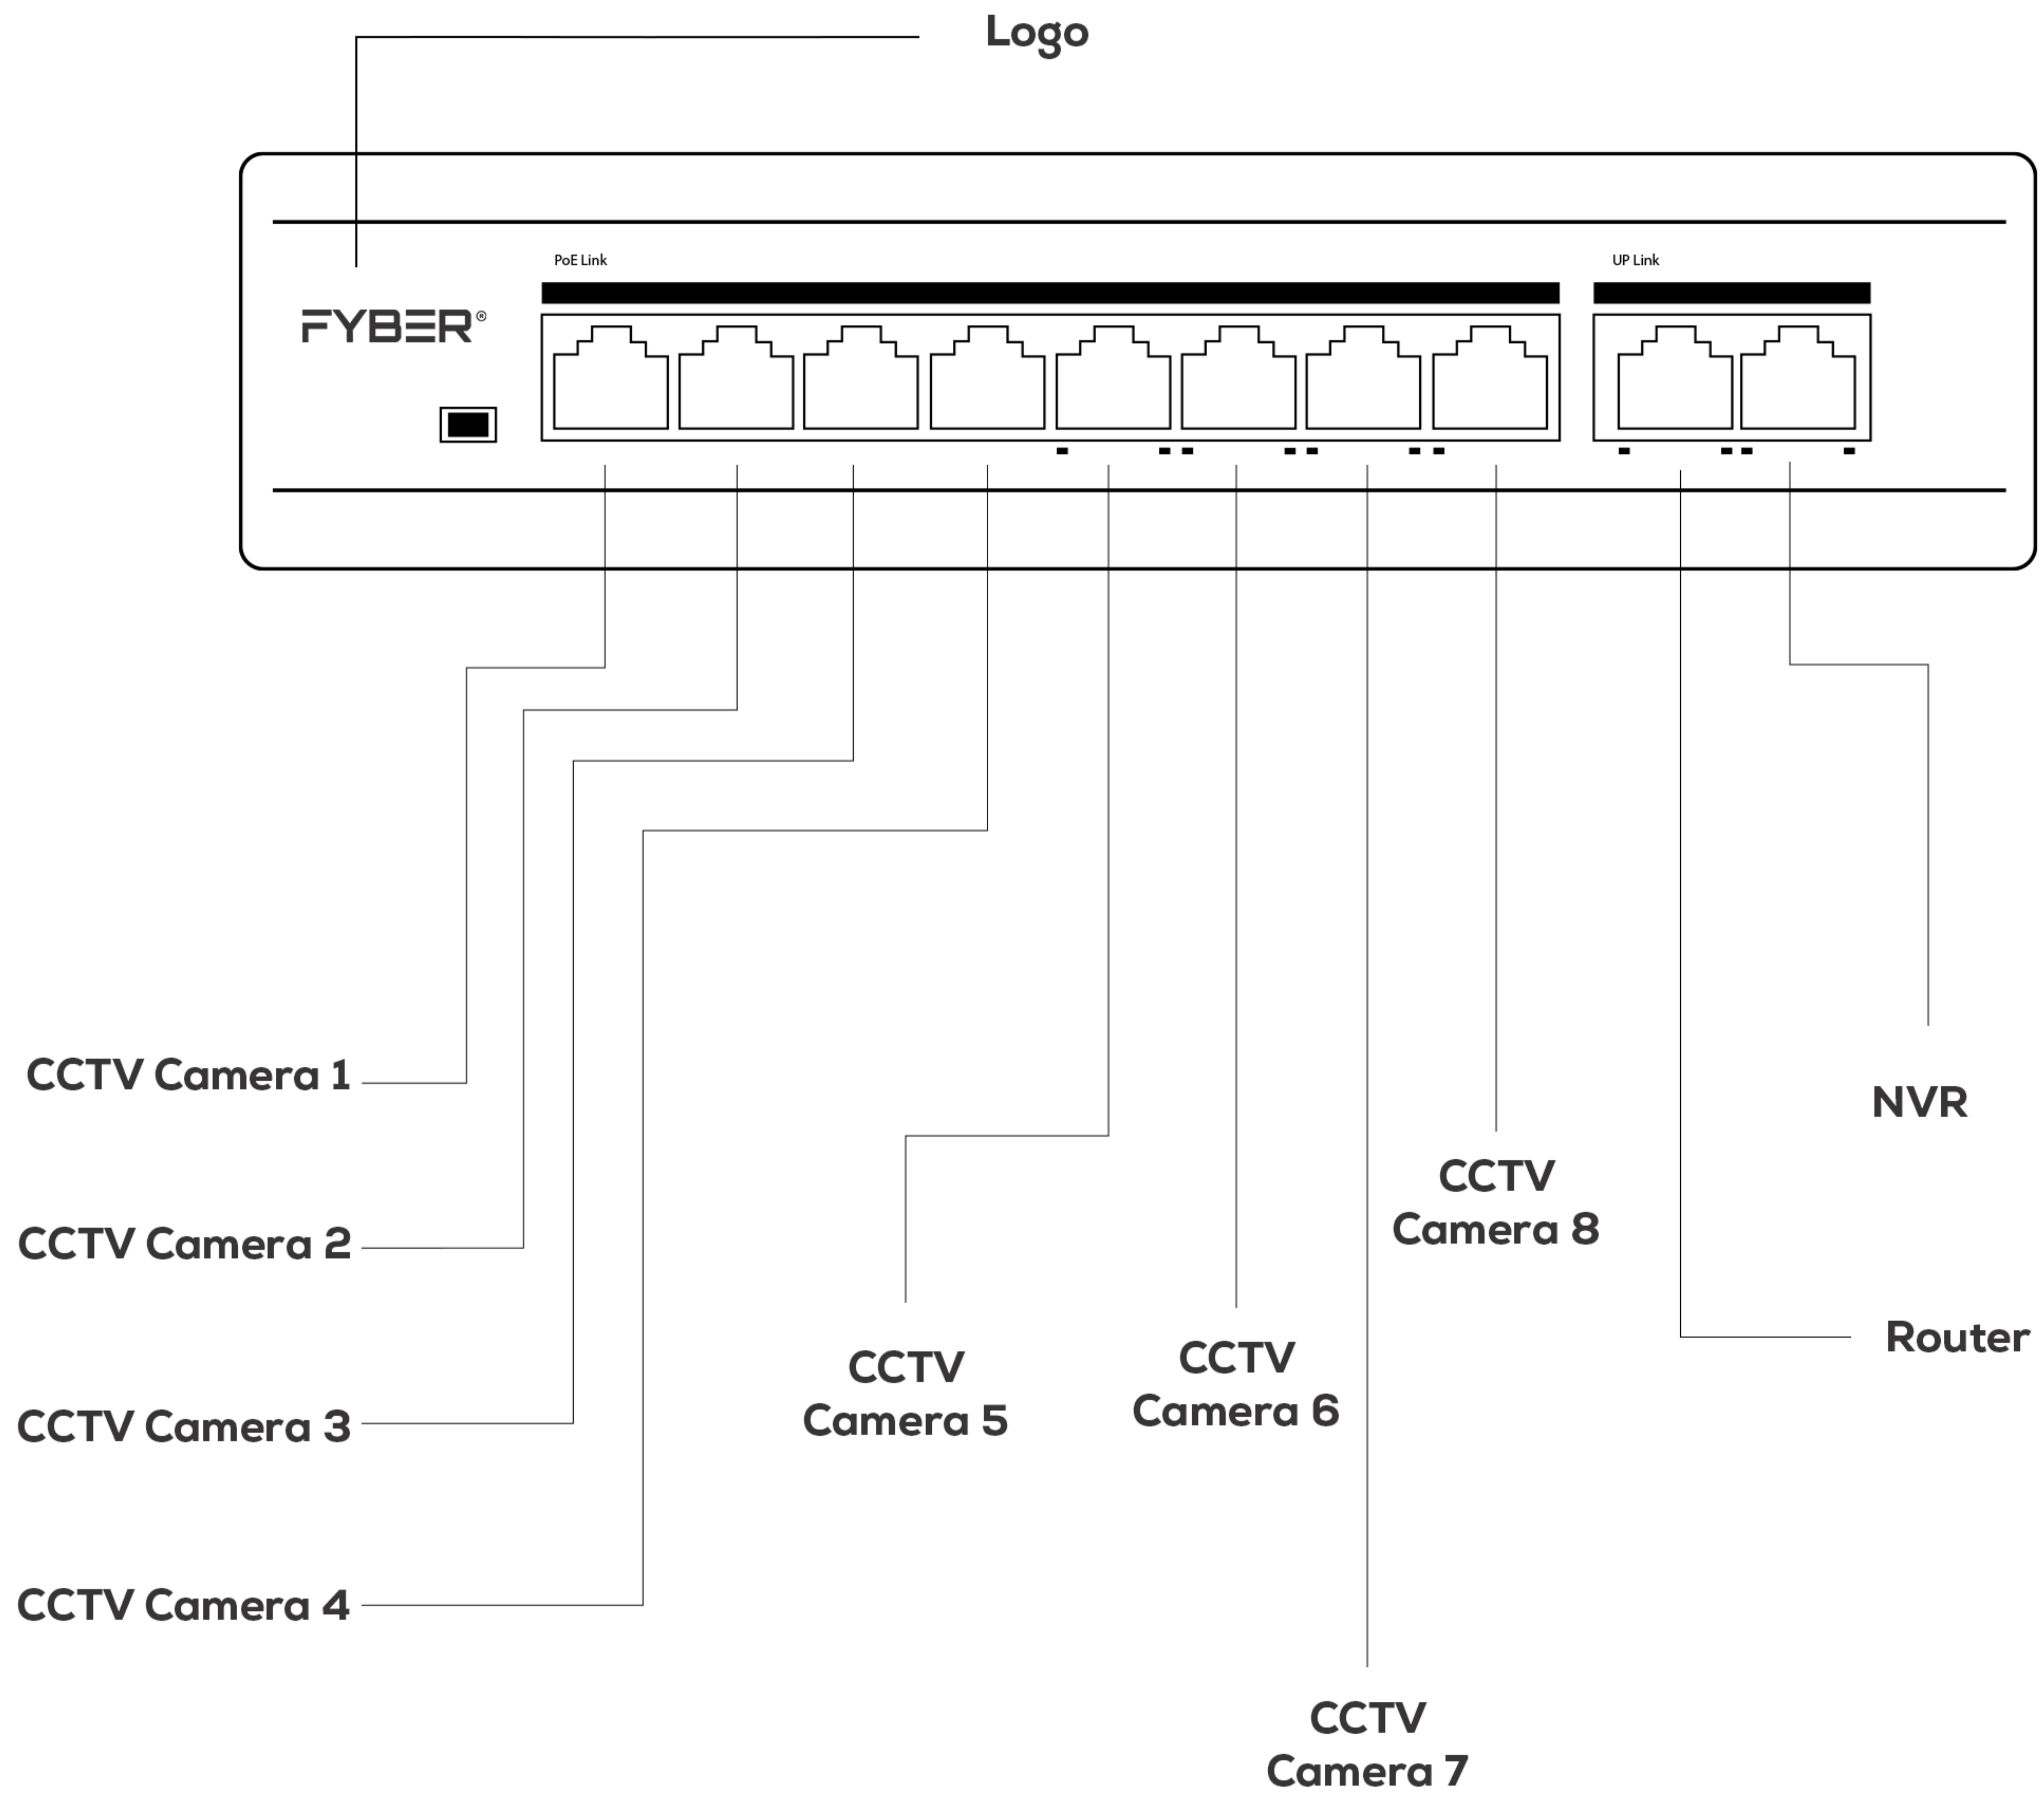 Logo
PoE Link
UP Link
FYBER®
CCTV Camera 1
NVR
CCTV
Camera 8
CCTV Camera 2
Router
CCTV
Camera 5
CCTV
Camera 6
CCTV Camera 3
CCTV Camera 4
CCTV
Camera 7